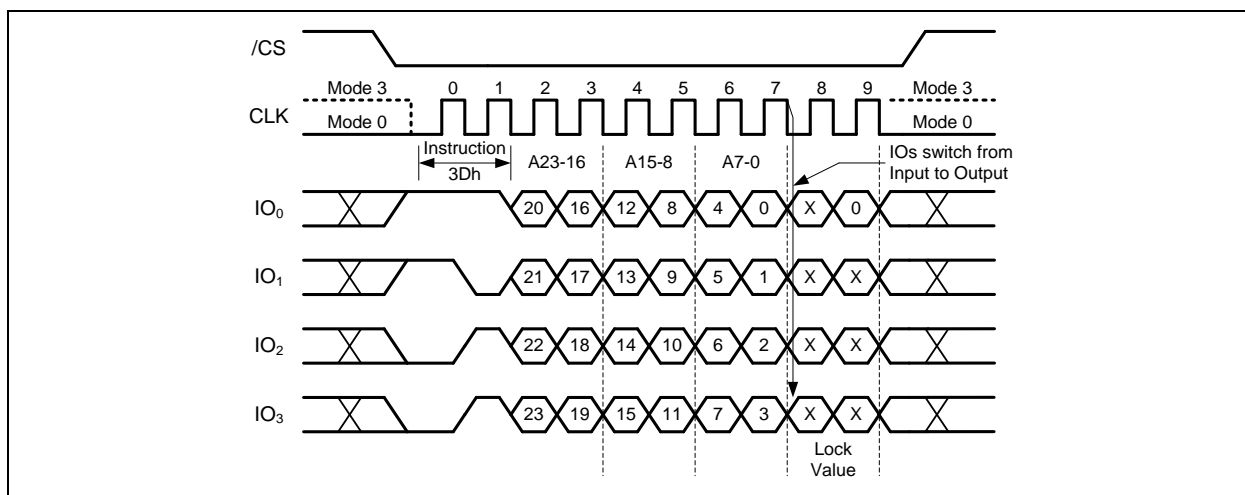 /CS
Mode 3 0 1 2 3 4 5 6 7 8 9 Mode 3
CLK
Mode 0 Mode 0
Instruction A23-16 A15-8 A7-0 IOs switch from
3Dh Input to Output
IO₀ 20 16 12 8 4 0 X 0
IO₁ 21 17 13 9 5 1 X X
IO₂ 22 18 14 10 6 2 X X
IO₃ 23 19 15 11 7 3 X X
Lock
Value